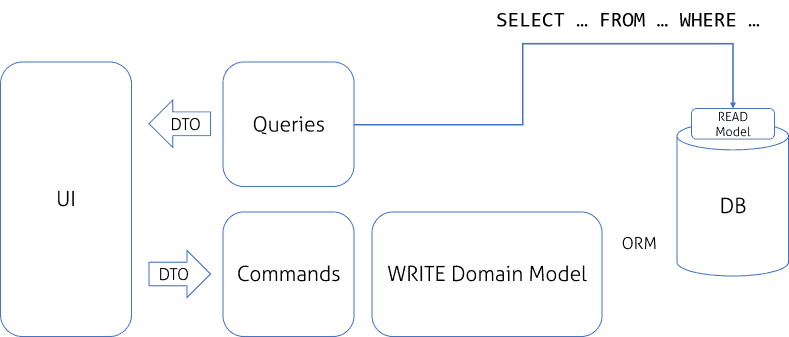 SELECT … FROM … WHERE …
READ
Model
DTO
Queries
UI
DB
ORM
DTO
Commands
WRITE Domain Model